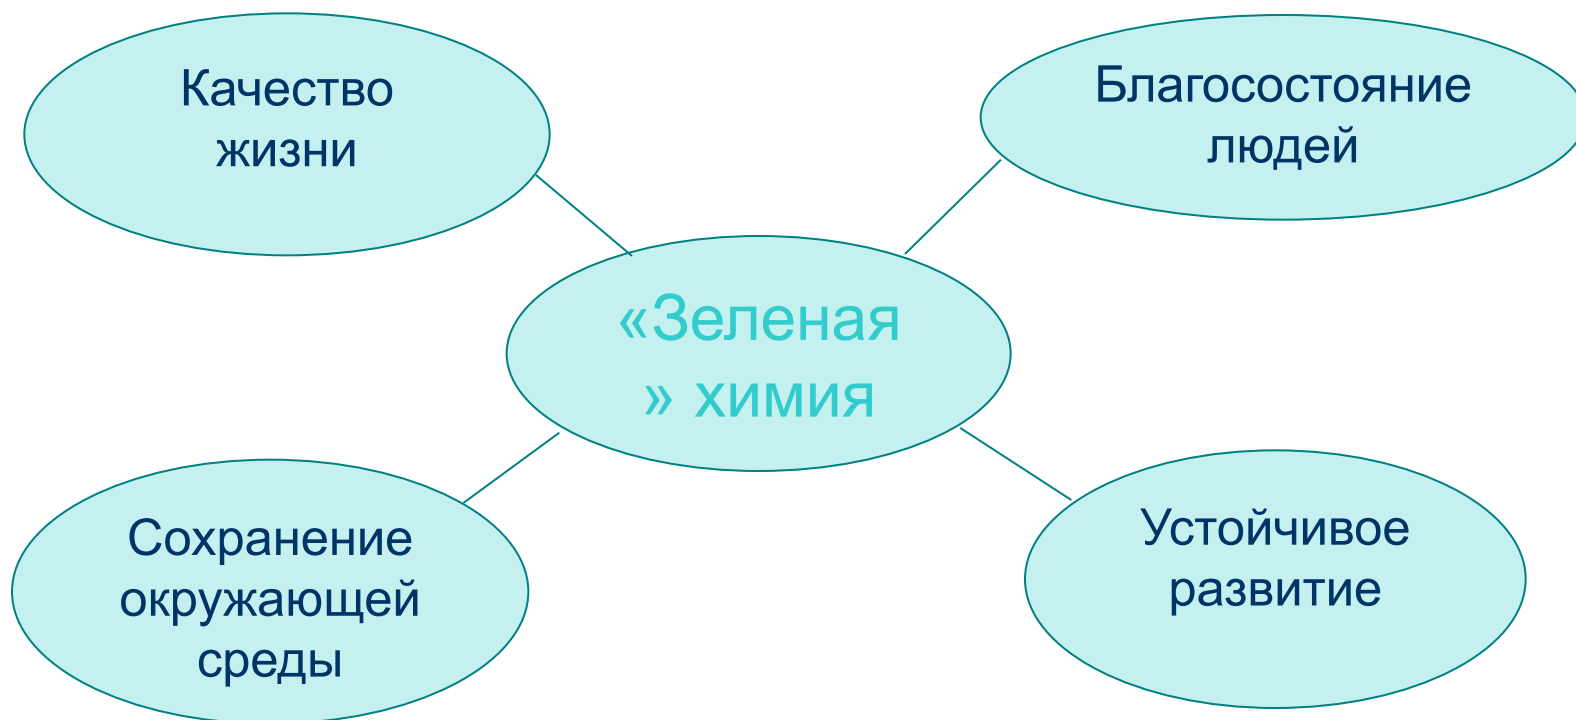 Качество
жизни
Благосостояние
людей
«Зеленая
» химия
Сохранение
окружающей
среды
Устойчивое
развитие